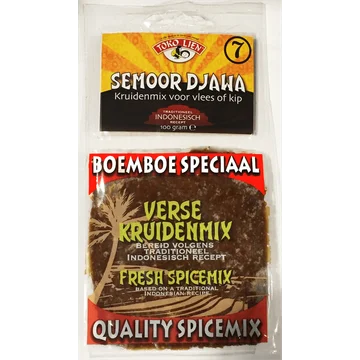 TOKO LIEN
7
SEMOOR DJAWA
Kruidenmix voor vlees of kip
TRADITIONEEL
INDONESISCH
RECEPT
100 gram e
BOEMBOE SPECIAAL
VERSE
KRUIDENMIX
BEREID VOLGENS
TRADITIONEEL
INDONESISCH RECEPT
FRESH SPICEMIX
BASED ON A TRADITIONAL
INDONESIAN RECIPE
QUALITY SPICEMIX